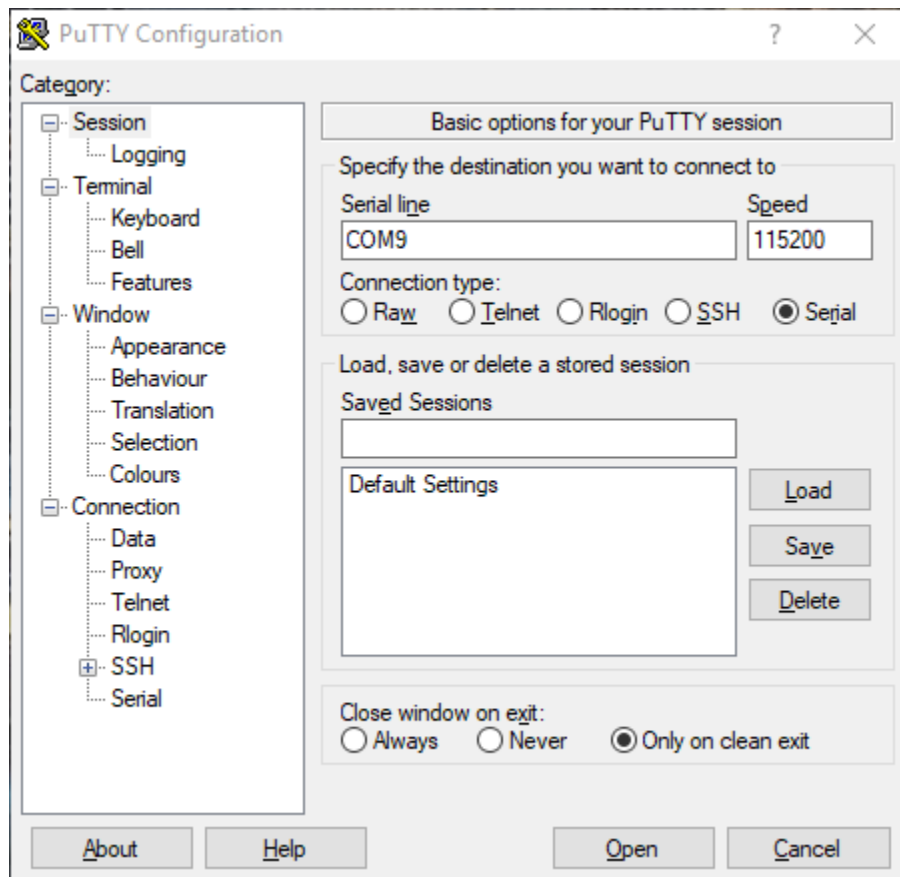 PuTTY Configuration
?
Category:
Session
Logging
Terminal
Keyboard
Bell
Features
Window
Appearance
Behaviour
Translation
Selection
Colours
Connection
Data
Proxy
Telnet
Rlogin
SSH
Serial
Basic options for your PuTTY session
Specify the destination you want to connect to
Serial line Speed
COM9 115200
Connection type:
Raw Telnet Rlogin SSH Serial
Load, save or delete a stored session
Saved Sessions
Default Settings
Load
Save
Delete
Close window on exit:
Always Never Only on clean exit
About Help Open Cancel